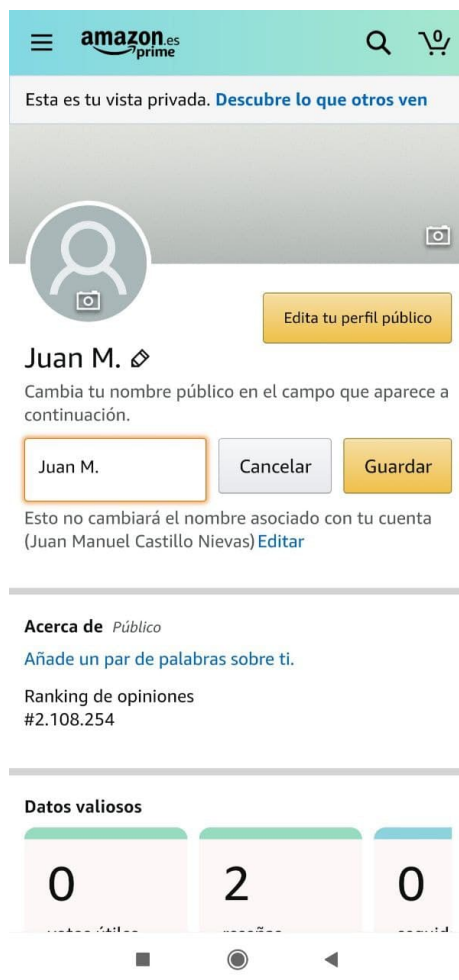 amazon.es
prime
0
Esta es tu vista privada. Descubre lo que otros ven
Edita tu perfil público
Juan M.
Cambia tu nombre público en el campo que aparece a
continuación.
Juan M.
Cancelar
Guardar
Esto no cambiará el nombre asociado con tu cuenta
(Juan Manuel Castillo Nievas) Editar
Acerca de Público
Añade un par de palabras sobre ti.
Ranking de opiniones
#2.108.254
Datos valiosos
0
2
0
votos útiles
reseñas